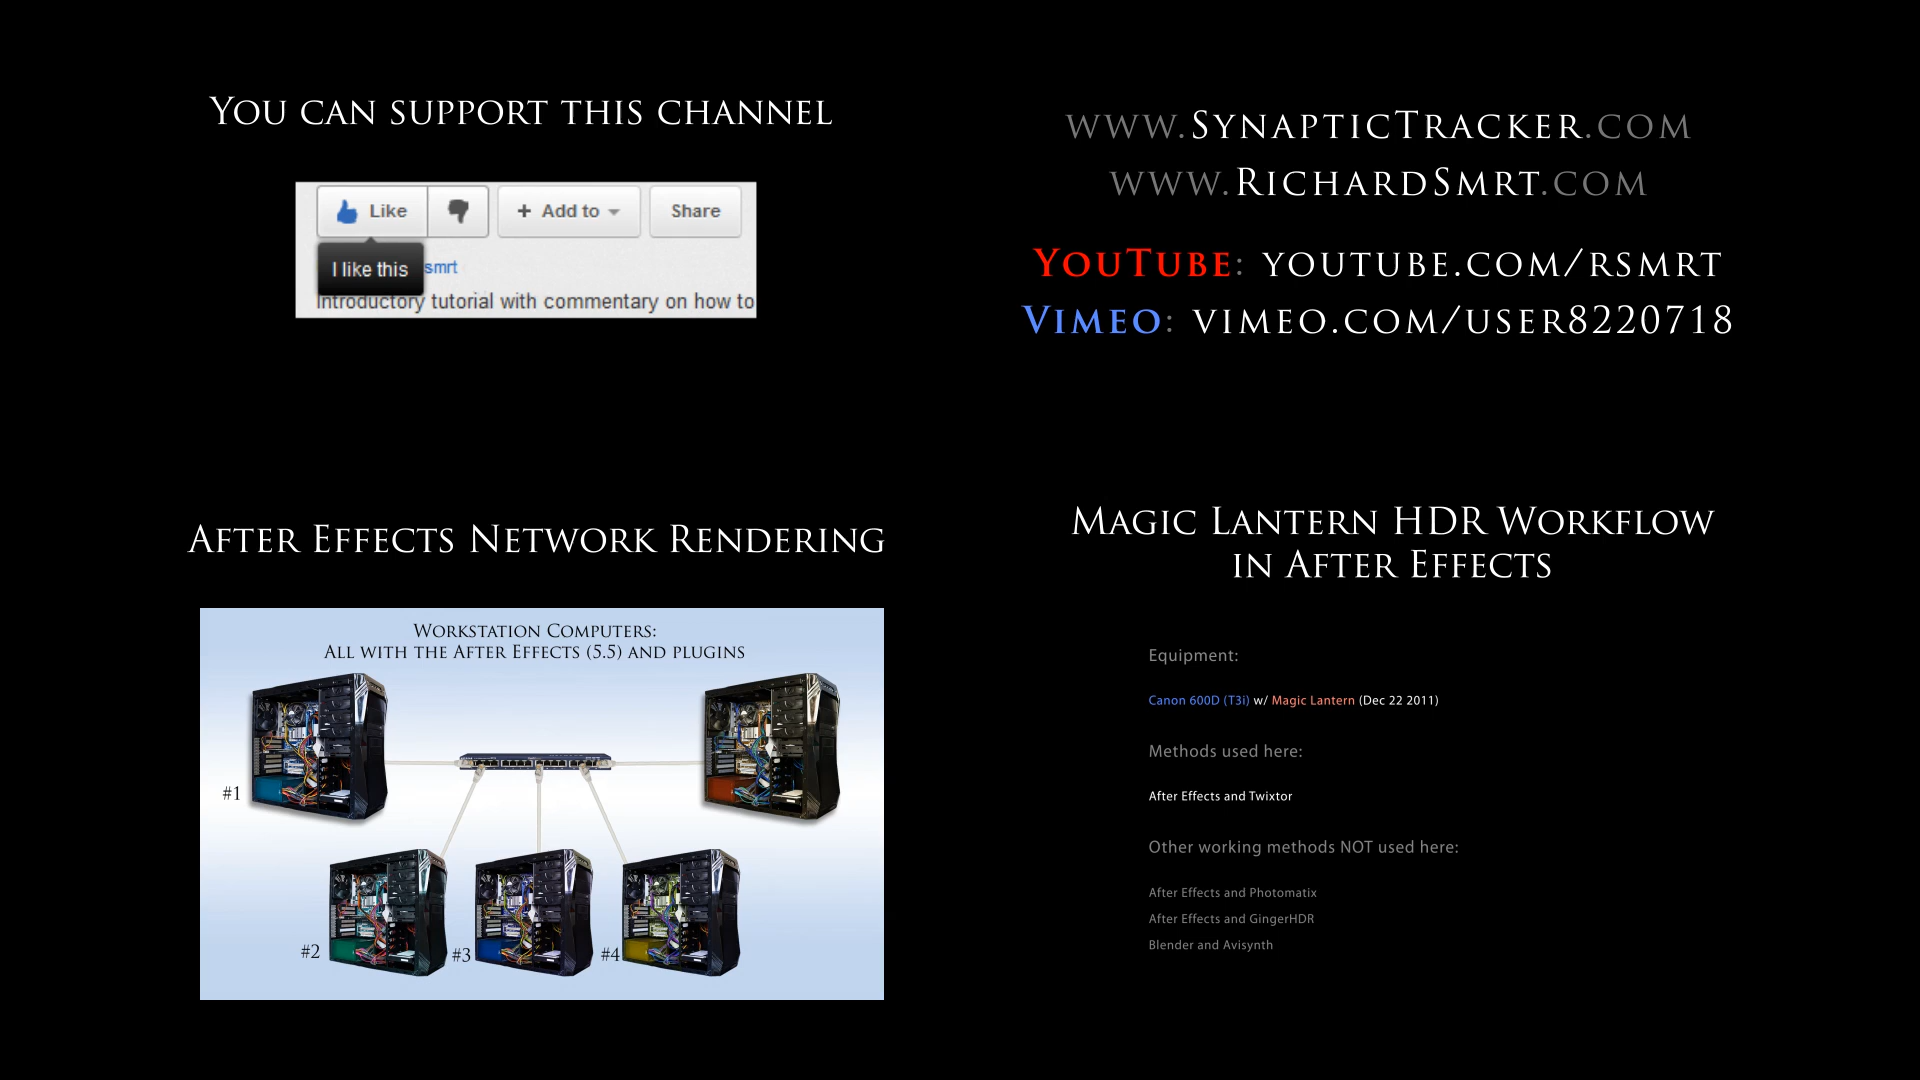 You can support this channel
Like
+ Add to
Share
I like this
smrt
Introductory tutorial with commentary on how to
www.SynapticTracker.com
www.RichardSmrt.com
YouTube: youtube.com/rsmrt
Vimeo: vimeo.com/user8220718
After Effects Network Rendering
Workstation Computers:
All with the After Effects (5.5) and plugins
#1
#2
#3
#4
Magic Lantern HDR Workflow
in After Effects
Equipment:
Canon 600D (T3i) w/ Magic Lantern (Dec 22 2011)
Methods used here:
After Effects and Twixtor
Other working methods NOT used here:
After Effects and Photomatix
After Effects and GingerHDR
Blender and Avisynth